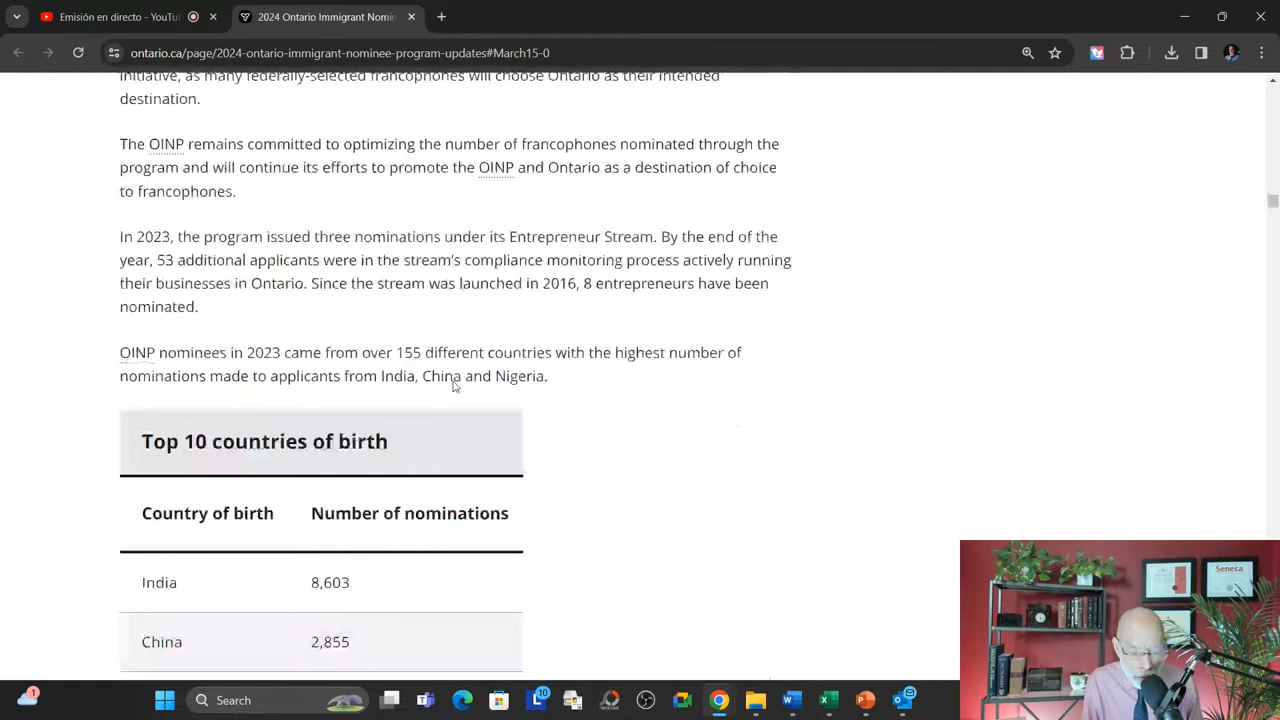 Emisión en directo - YouTu
2024 Ontario Immigrant Nomin
ontario.ca/page/2024-ontario-immigrant-nominee-program-updates#March15-0
initiative, as many federally-selected francophones will choose Ontario as their intended
destination.
The OINP remains committed to optimizing the number of francophones nominated through the
program and will continue its efforts to promote the OINP and Ontario as a destination of choice
to francophones.
In 2023, the program issued three nominations under its Entrepreneur Stream. By the end of the
year, 53 additional applicants were in the stream's compliance monitoring process actively running
their businesses in Ontario. Since the stream was launched in 2016, 8 entrepreneurs have been
nominated.
OINP nominees in 2023 came from over 155 different countries with the highest number of
nominations made to applicants from India, China and Nigeria.
Top 10 countries of birth
Country of birth Number of nominations
India 8,603
China 2,855
Seneca
1
Search
10